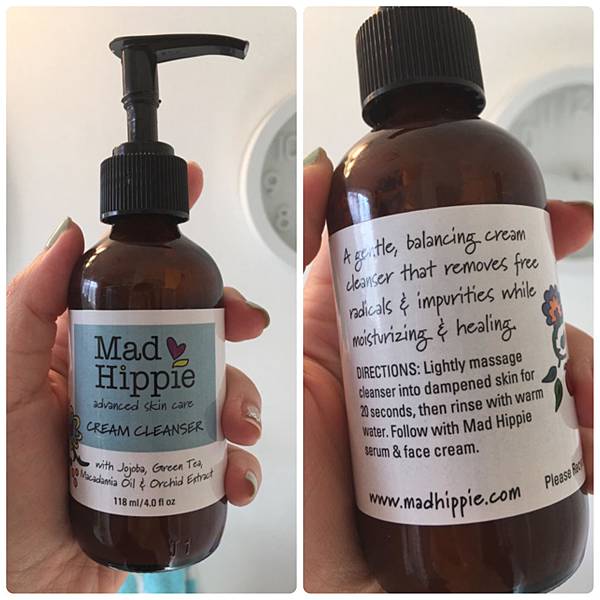 Mad
Hippie
advanced skin care
CREAM CLEANSER
with Jojoba, Green Tea,
Macadamia Oil & Orchid Extract
118 ml/4.0 fl oz
A gentle, balancing cream
cleanser that removes free
radicals & impurities while
moisturizing & healing.
DIRECTIONS: Lightly massage
cleanser into dampened skin for
20 seconds, then rinse with warm
water. Follow with Mad Hippie
serum & face cream.
www.madhippie.com
Please